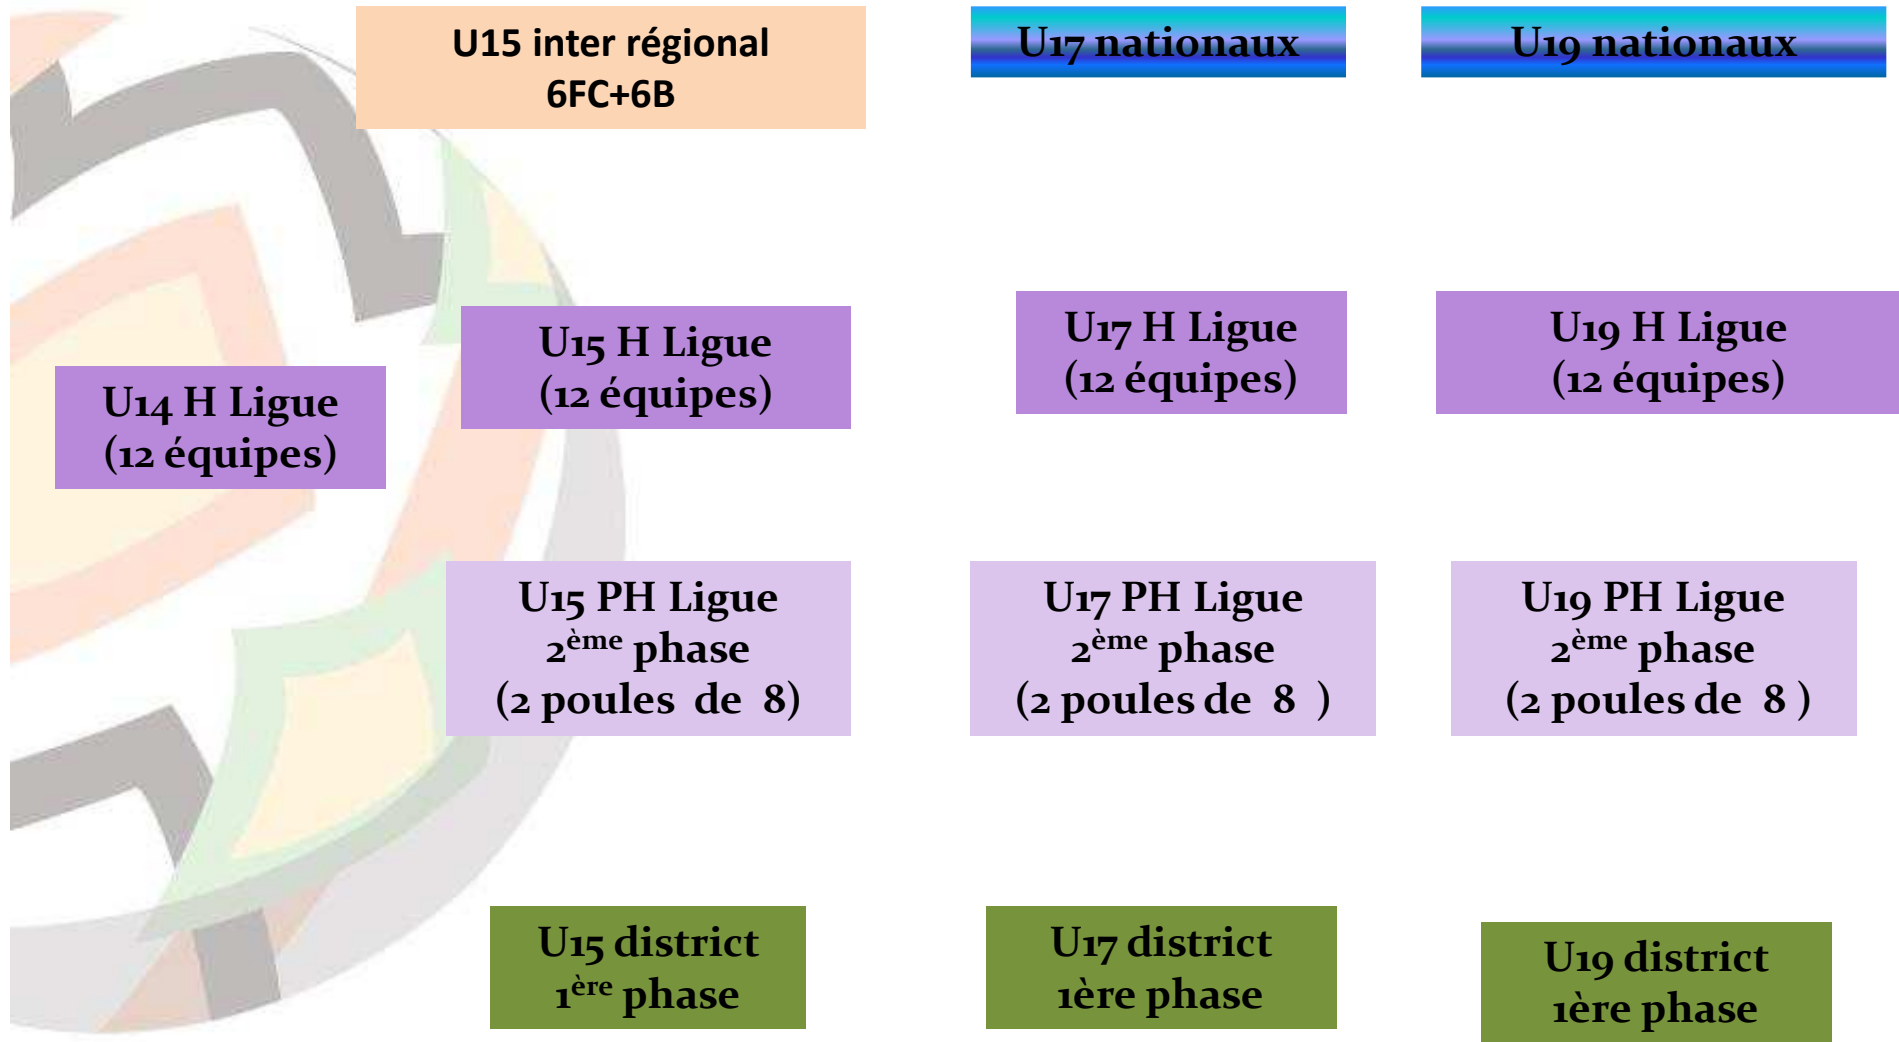 U15 inter régional
6FC+6B
U17 nationaux
U19 nationaux
U14 H Ligue
(12 équipes)
U15 H Ligue
(12 équipes)
U17 H Ligue
(12 équipes)
U19 H Ligue
(12 équipes)
U15 PH Ligue
2ème phase
(2 poules de 8)
U17 PH Ligue
2ème phase
(2 poules de 8 )
U19 PH Ligue
2ème phase
(2 poules de 8 )
U15 district
1ère phase
U17 district
1ère phase
U19 district
1ère phase